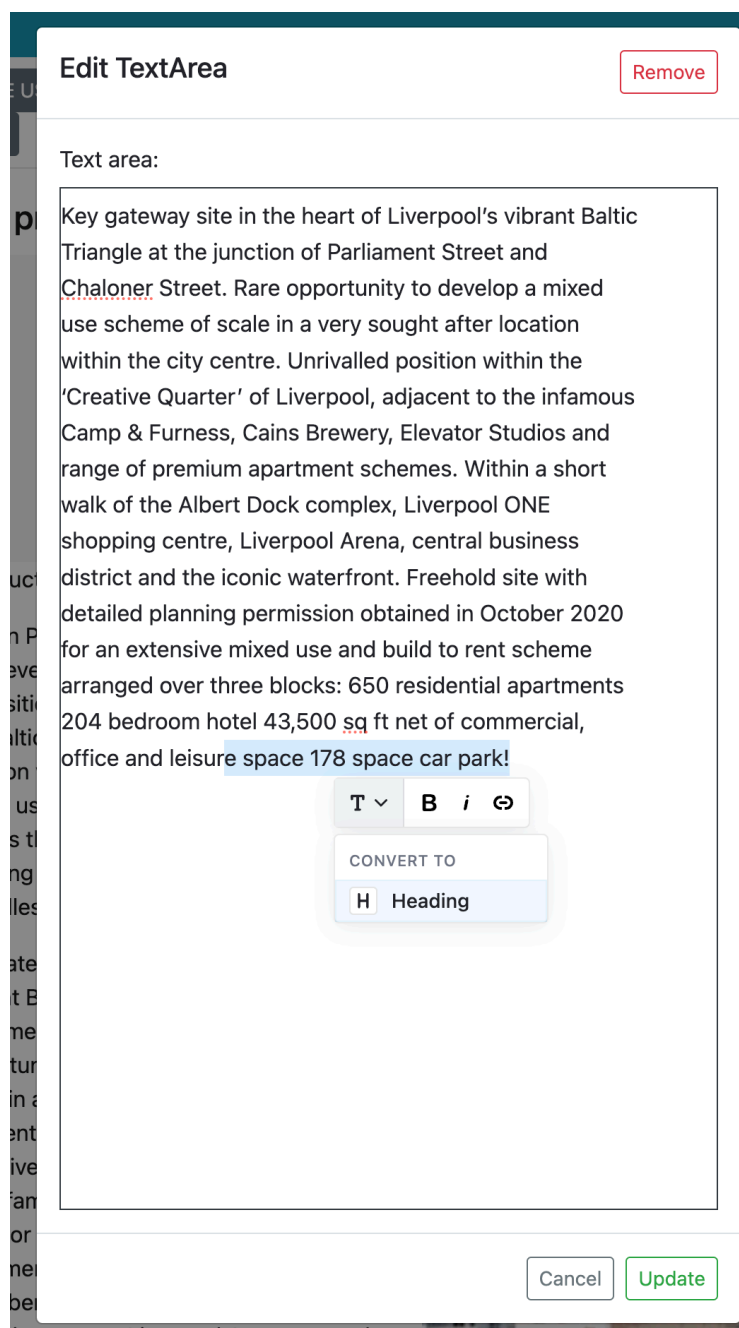 Edit TextArea
Remove
Text area:
Key gateway site in the heart of Liverpool’s vibrant Baltic
Triangle at the junction of Parliament Street and
Chaloner Street. Rare opportunity to develop a mixed
use scheme of scale in a very sought after location
within the city centre. Unrivalled position within the
‘Creative Quarter’ of Liverpool, adjacent to the infamous
Camp & Furness, Cains Brewery, Elevator Studios and
range of premium apartment schemes. Within a short
walk of the Albert Dock complex, Liverpool ONE
shopping centre, Liverpool Arena, central business
district and the iconic waterfront. Freehold site with
detailed planning permission obtained in October 2020
for an extensive mixed use and build to rent scheme
arranged over three blocks: 650 residential apartments
204 bedroom hotel 43,500 sq ft net of commercial,
office and leisure space 178 space car park!
T B i
CONVERT TO
H Heading
Cancel Update